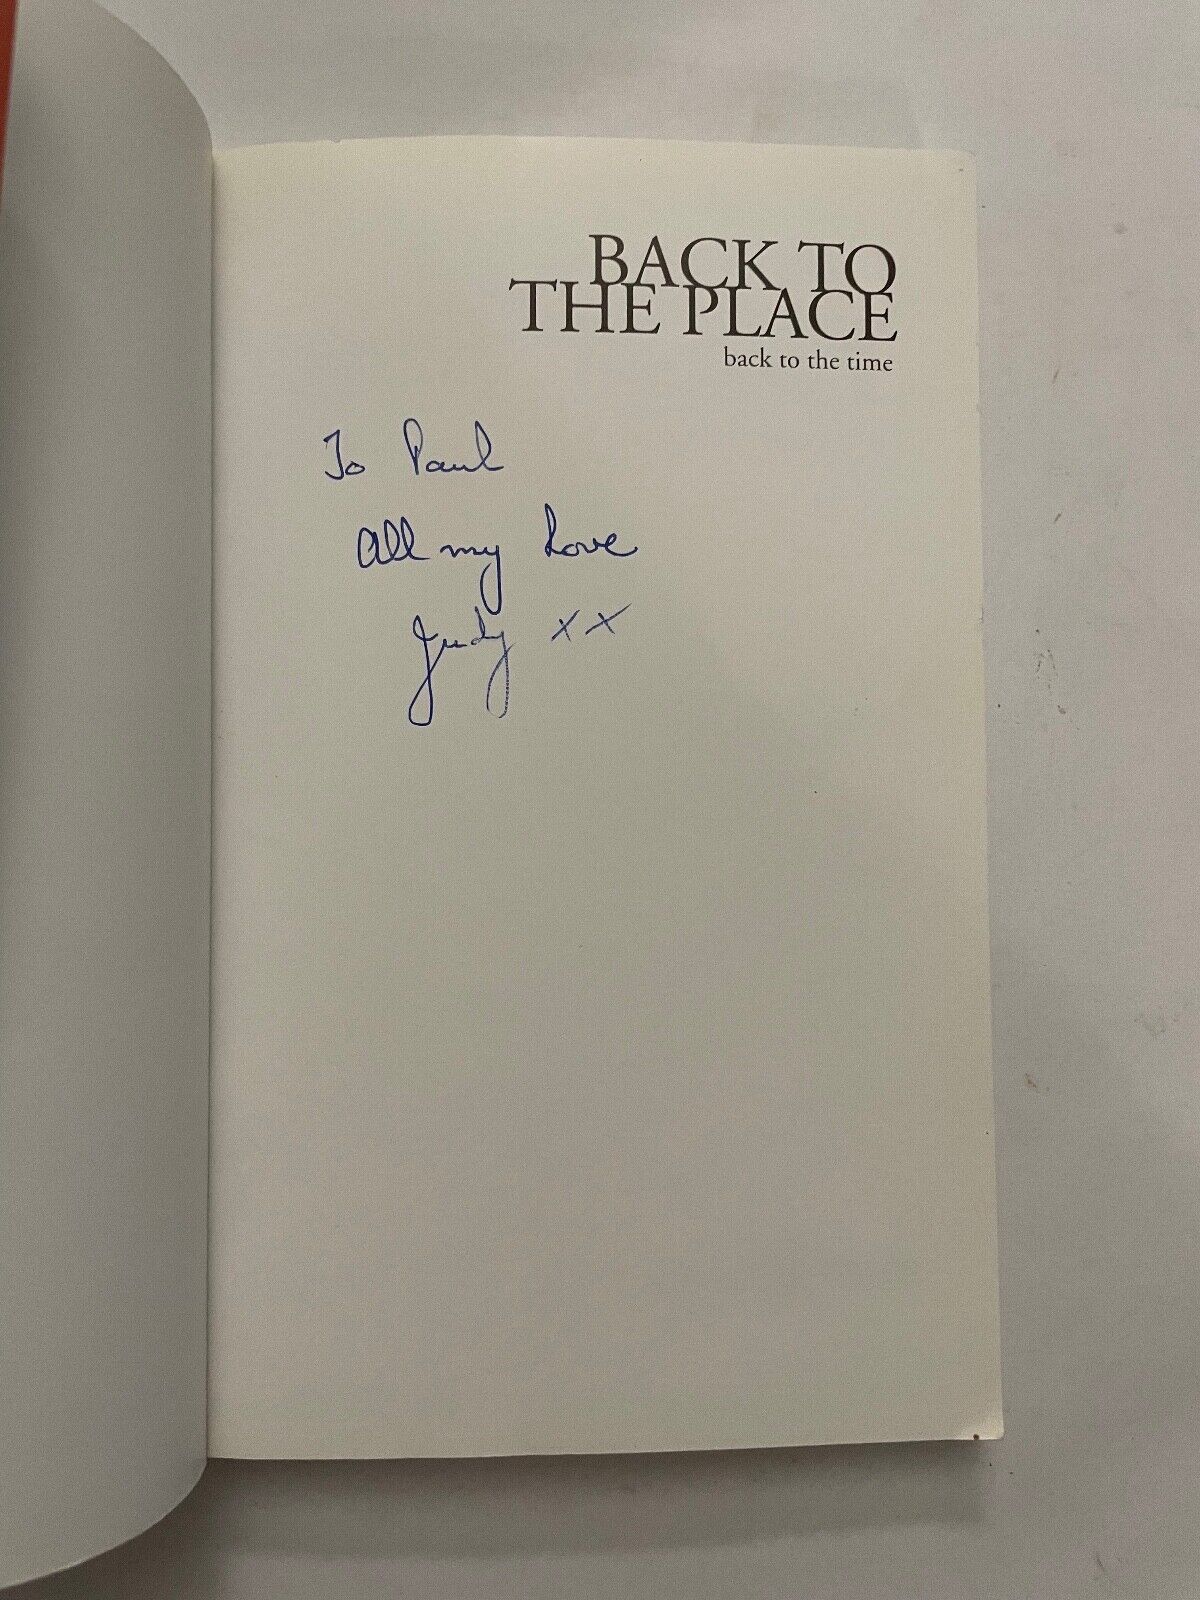 BACK TO
THE PLACE
back to the time
To Paul
All my Love
Judy xx